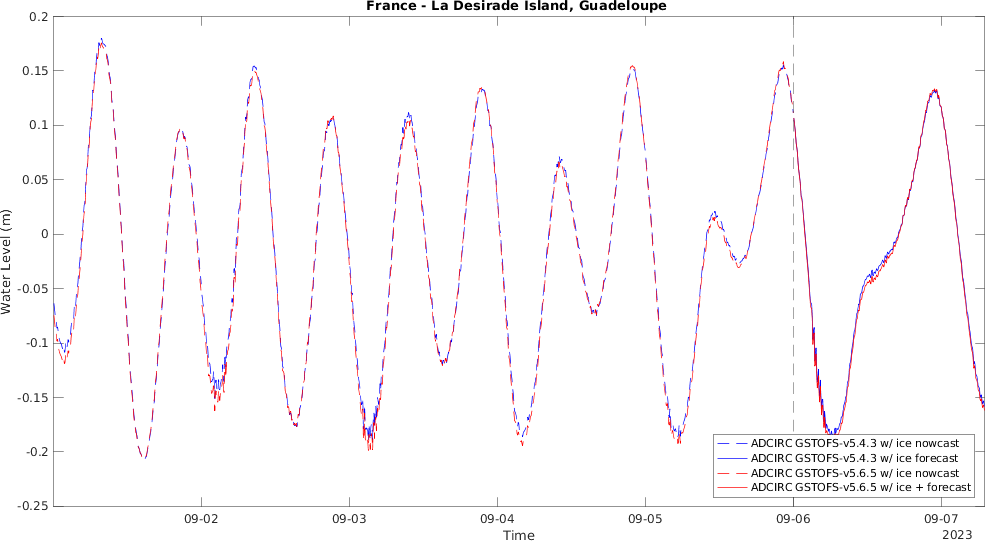 France - La Desirade Island, Guadeloupe
0.2
0.15
0.1
0.05
0
-0.05
-0.1
-0.15
-0.2
-0.25
Water Level (m)
ADCIRC GSTOFS-v5.4.3 w/ ice nowcast
ADCIRC GSTOFS-v5.4.3 w/ ice forecast
ADCIRC GSTOFS-v5.6.5 w/ ice nowcast
ADCIRC GSTOFS-v5.6.5 w/ ice + forecast
09-02 09-03 09-04 09-05 09-06 09-07
Time
2023